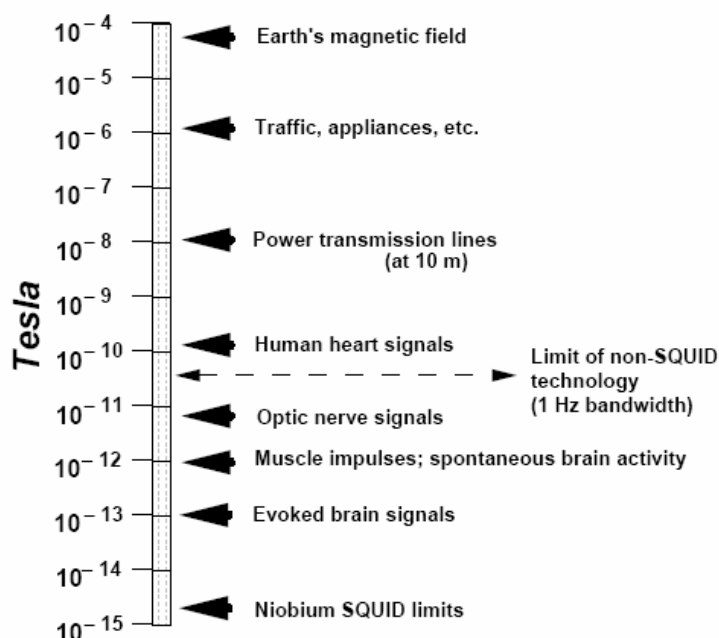 10⁻⁴
Earth's magnetic field
10⁻⁵
10⁻⁶
Traffic, appliances, etc.
10⁻⁷
10⁻⁸
Power transmission lines
(at 10 m)
10⁻⁹
Tesla
Human heart signals
10⁻¹⁰
Limit of non-SQUID
technology
(1 Hz bandwidth)
10⁻¹¹
Optic nerve signals
10⁻¹²
Muscle impulses; spontaneous brain activity
10⁻¹³
Evoked brain signals
10⁻¹⁴
Niobium SQUID limits
10⁻¹⁵